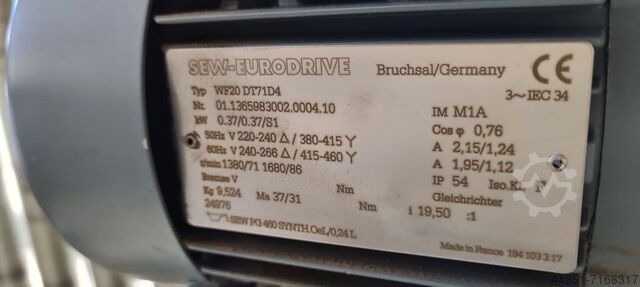 SEW-EURODRIVE Bruchsal/Germany CE
Typ WF20 DT71D4 3~IEC 34
Nr. 01.1365983002.0004.10
kW 0.37/0.37/S1 IM M1A
50Hz V 220-240 Δ/380-415 Y Cos φ 0,76
60Hz V 240-266 Δ/415-460 Y A 2,15/1,24
r/min 1380/71 1680/86 A 1,95/1,12
Bremse V IP 54 Iso.Kl.
Kg 9,524 Ma 37/31 Nm Nm Gleichrichter
24976 i 19,50 :1
SEW PG 460 SYNTH.Oel/0,24 L
Made in France 184 103 3.17
44251-7168317